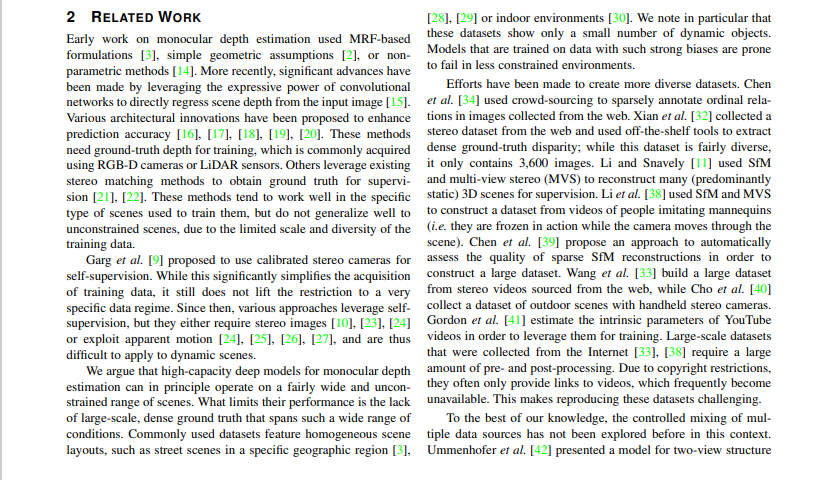 2 RELATED WORK
Early work on monocular depth estimation used MRF-based
formulations [3], simple geometric assumptions [2], or non-
parametric methods [14]. More recently, significant advances have
been made by leveraging the expressive power of convolutional
networks to directly regress scene depth from the input image [15].
Various architectural innovations have been proposed to enhance
prediction accuracy [16], [17], [18], [19], [20]. These methods
need ground-truth depth for training, which is commonly acquired
using RGB-D cameras or LiDAR sensors. Others leverage existing
stereo matching methods to obtain ground truth for supervi-
sion [21], [22]. These methods tend to work well in the specific
type of scenes used to train them, but do not generalize well to
unconstrained scenes, due to the limited scale and diversity of the
training data.
Garg et al. [9] proposed to use calibrated stereo cameras for
self-supervision. While this significantly simplifies the acquisition
of training data, it still does not lift the restriction to a very
specific data regime. Since then, various approaches leverage self-
supervision, but they either require stereo images [10], [23], [24]
or exploit apparent motion [24], [25], [26], [27], and are thus
difficult to apply to dynamic scenes.
We argue that high-capacity deep models for monocular depth
estimation can in principle operate on a fairly wide and uncon-
strained range of scenes. What limits their performance is the lack
of large-scale, dense ground truth that spans such a wide range of
conditions. Commonly used datasets feature homogeneous scene
layouts, such as street scenes in a specific geographic region [3],
[28], [29] or indoor environments [30]. We note in particular that
these datasets show only a small number of dynamic objects.
Models that are trained on data with such strong biases are prone
to fail in less constrained environments.
Efforts have been made to create more diverse datasets. Chen
et al. [34] used crowd-sourcing to sparsely annotate ordinal rela-
tions in images collected from the web. Xian et al. [32] collected a
stereo dataset from the web and used off-the-shelf tools to extract
dense ground-truth disparity; while this dataset is fairly diverse,
it only contains 3,600 images. Li and Snavely [11] used SfM
and multi-view stereo (MVS) to reconstruct many (predominantly
static) 3D scenes for supervision. Li et al. [38] used SfM and MVS
to construct a dataset from videos of people imitating mannequins
(i.e. they are frozen in action while the camera moves through the
scene). Chen et al. [39] propose an approach to automatically
assess the quality of sparse SfM reconstructions in order to
construct a large dataset. Wang et al. [33] build a large dataset
from stereo videos sourced from the web, while Cho et al. [40]
collect a dataset of outdoor scenes with handheld stereo cameras.
Gordon et al. [41] estimate the intrinsic parameters of YouTube
videos in order to leverage them for training. Large-scale datasets
that were collected from the Internet [33], [38] require a large
amount of pre- and post-processing. Due to copyright restrictions,
they often only provide links to videos, which frequently become
unavailable. This makes reproducing these datasets challenging.
To the best of our knowledge, the controlled mixing of mul-
tiple data sources has not been explored before in this context.
Ummenhofer et al. [42] presented a model for two-view structure